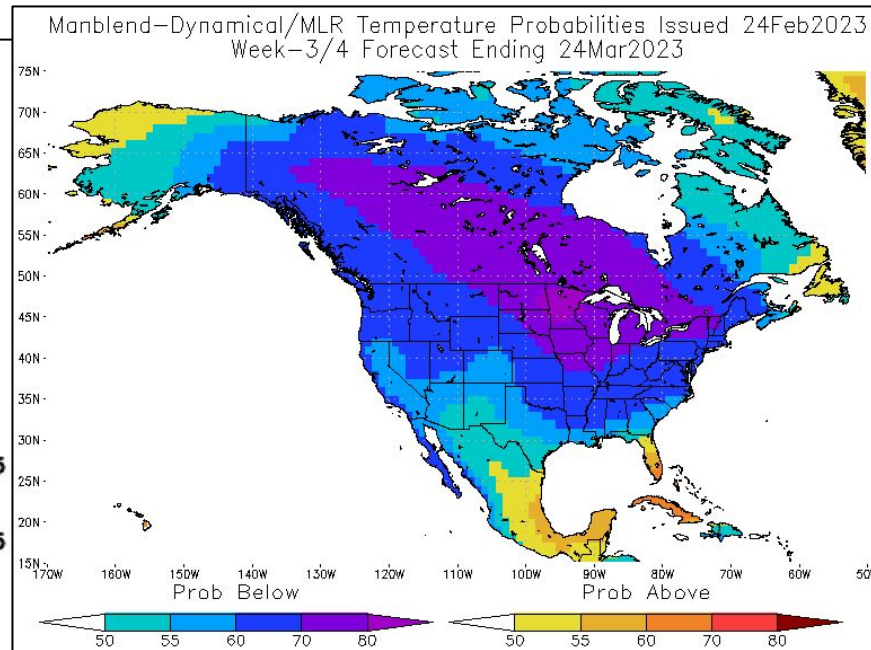 Manblend-Dynamical/MLR Temperature Probabilities Issued 24Feb2023
Week-3/4 Forecast Ending 24Mar2023
75N
70N
65N
60N
55N
50N
45N
40N
35N
30N
25N
20N
15N
170W 160W 150W 140W 130W 120W 110W 100W 90W 80W 70W 60W
Prob Below Prob Above
50 55 60 70 80 50 55 60 70 80